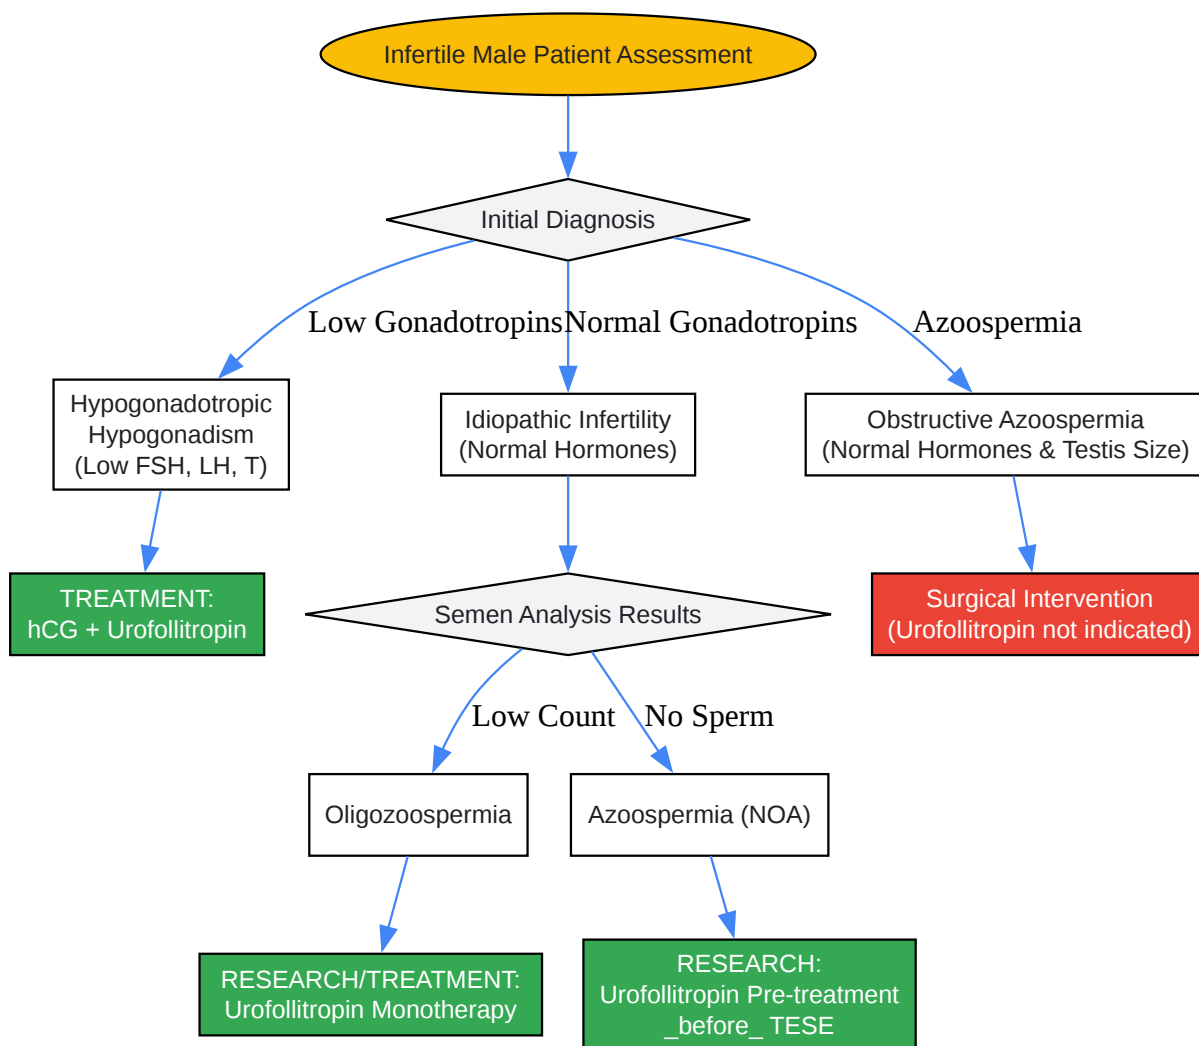 Infertile Male Patient Assessment
Initial Diagnosis
Low Gonadotropins
Normal Gonadotropins
Azoospermia
Hypogonadotropic
Hypogonadism
(Low FSH, LH, T)
Idiopathic Infertility
(Normal Hormones)
Obstructive Azoospermia
(Normal Hormones & Testis Size)
TREATMENT:
hCG + Urofollitropin
Semen Analysis Results
Surgical Intervention
(Urofollitropin not indicated)
Low Count
No Sperm
Oligozoospermia
Azoospermia (NOA)
RESEARCH/TREATMENT:
Urofollitropin Monotherapy
RESEARCH:
Urofollitropin Pre-treatment
_before_ TESE